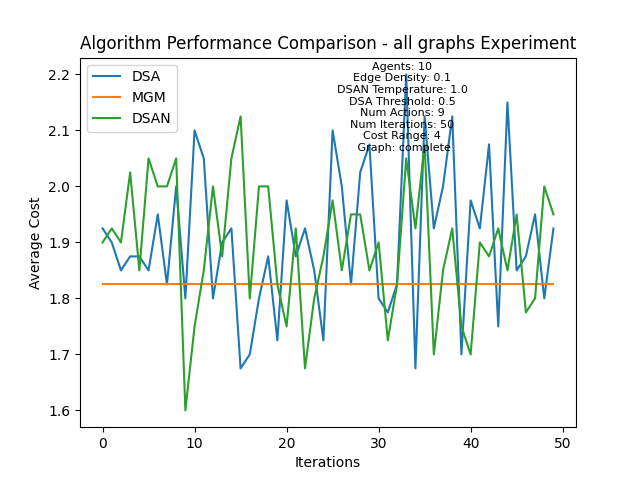 Algorithm Performance Comparison - all graphs Experiment
DSA
MGM
DSAN
Agents: 10
Edge Density: 0.1
DSAN Temperature: 1.0
DSA Threshold: 0.5
Num Actions: 9
Num Iterations: 50
Cost Range: 4
Graph: complete
Average Cost
2.2
2.1
2.0
1.9
1.8
1.7
1.6
0 10 20 30 40 50
Iterations